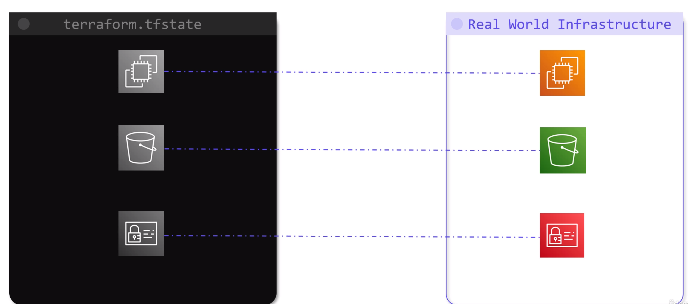 terraform.tfstate
Real World Infrastructure